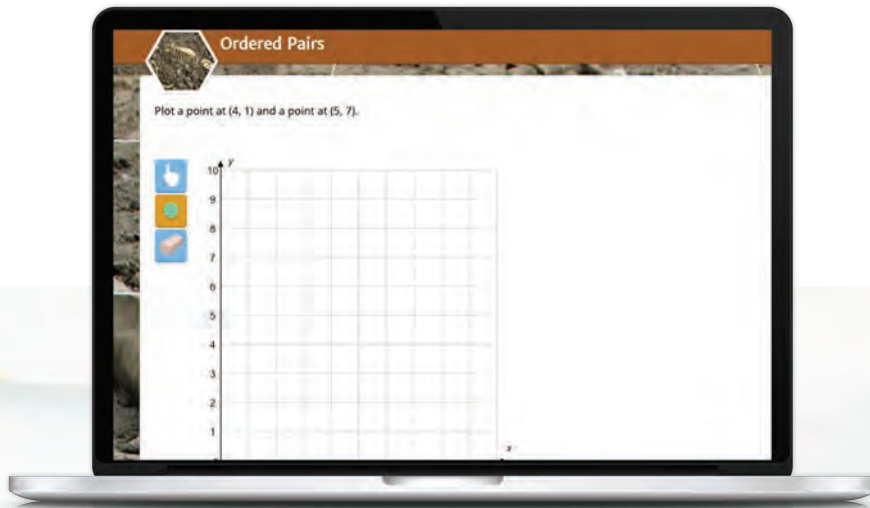 Ordered Pairs
Plot a point at (4, 1) and a point at (5, 7).
y
10
9
8
7
6
5
4
3
2
1
x